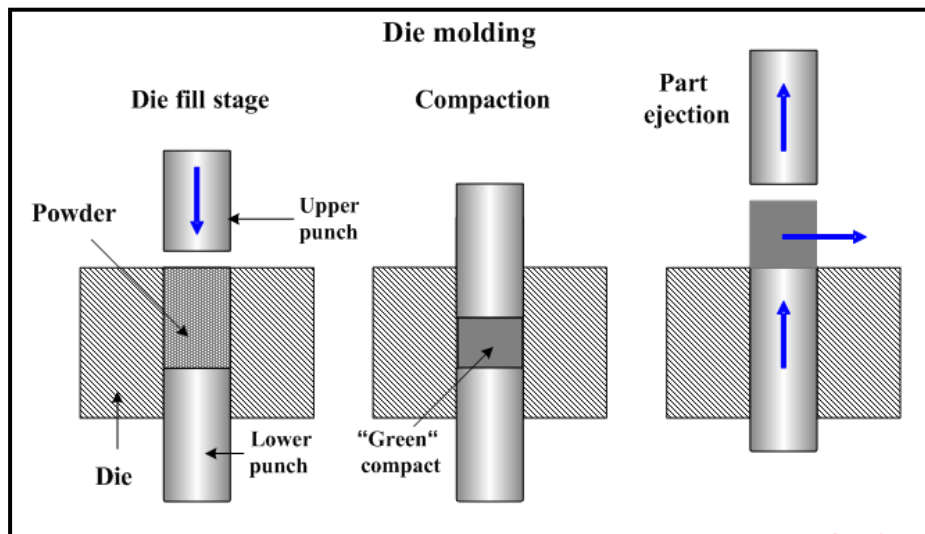 Die molding
Die fill stage
Compaction
Part
ejection
Powder
Upper
punch
Lower
punch
Die
“Green“
compact